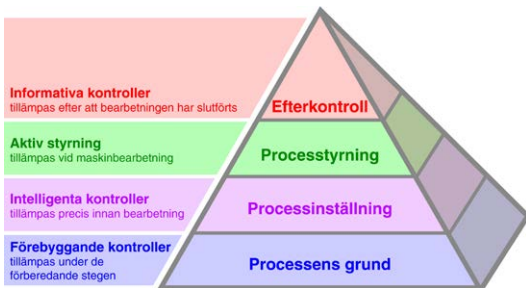 Informativa kontroller
tillämpas efter att bearbetningen har slutförts
Efterkontroll
Aktiv styrning
tillämpas vid maskinbearbetning
Processtyrning
Intelligenta kontroller
tillämpas precis innan bearbetning
Processinställning
Förebyggande kontroller
tillämpas under de
förberedande stegen
Processens grund